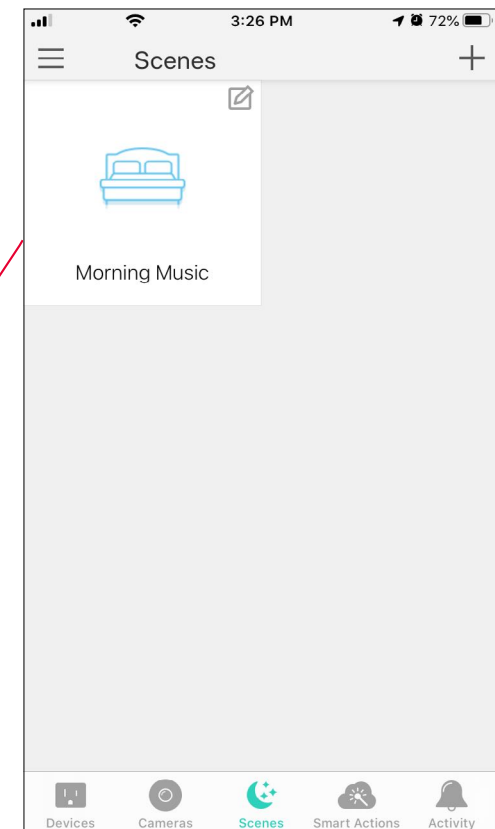 3:26 PM 72%
Scenes
Morning Music
Devices Cameras Scenes Smart Actions Activity